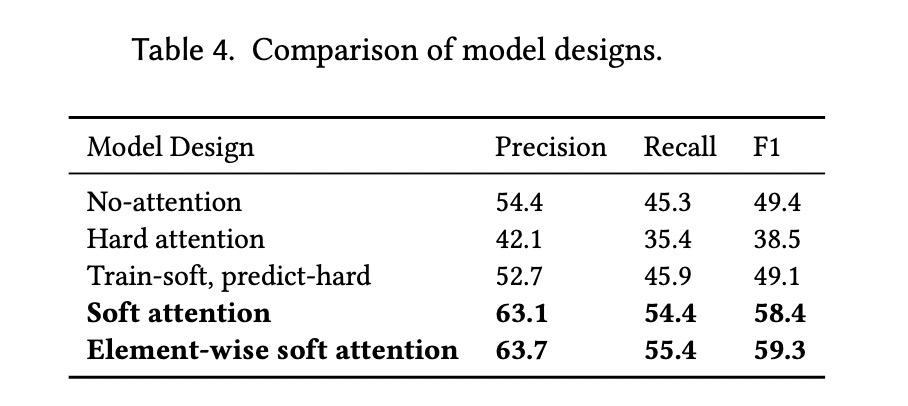 Table 4. Comparison of model designs.
Model Design Precision Recall F1
No-attention 54.4 45.3 49.4
Hard attention 42.1 35.4 38.5
Train-soft, predict-hard 52.7 45.9 49.1
Soft attention 63.1 54.4 58.4
Element-wise soft attention 63.7 55.4 59.3